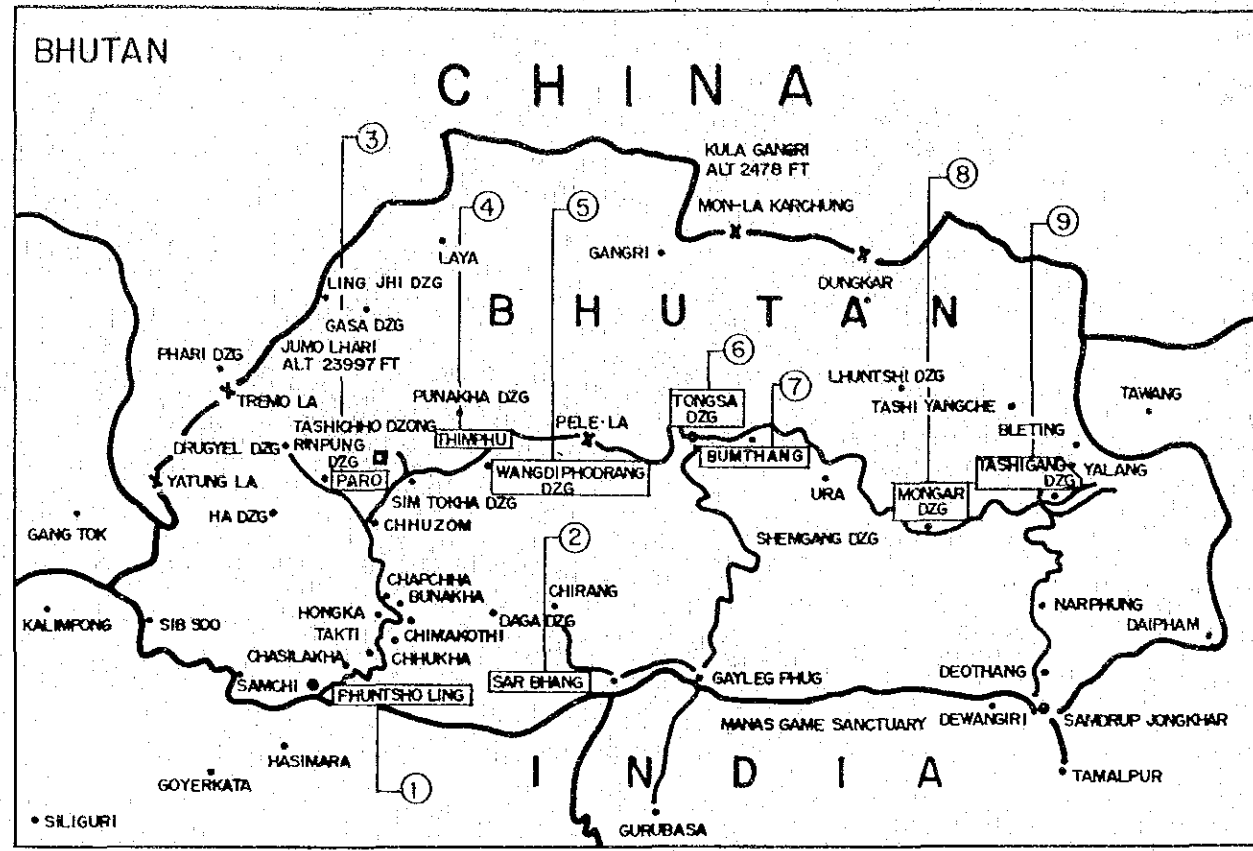 BHUTAN
CHINA
③
KULA GANGRI
ALT 2478 FT
⑧
④
⑤
MON-LA KARCHUNG
⑨
LAYA
GANGRI
LING JHI DZG
DUNGKAR
GASA DZG
BHUTAN
JUMO LHARI
ALT 23997 FT
PHARI DZG
⑥
⑦
TREMO LA
PUNAKHA DZG
TONGSA
DZG
LHUNTSHI DZG
TASHI YANGCHE
TAWANG
TASHICHHO DZONG
THIMPHU
PELE-LA
BLETING
DRUGYEL DZG
RINPUNG
DZG
BUMTHANG
TASHIGANG
DZG
YALANG
YATUNG LA
PARO
SIM TOKHA DZG
WANGDI PHODRANG
DZG
URA
MONGAR
DZG
HA DZG
GANG TOK
CHHUZOM
②
SHEMGANG DZG
CHAPCHHA
BUNAKHA
CHIRANG
KALIMPONG
SIB SOO
HONGKA
DAGA DZG
NARPHUNG
DAIPHAM
TAKTI
CHIMAKOTHI
CHASILAKHA
CHHUKHA
SAMCHI
SAR BHANG
GAYLEG PHUG
DEOTHANG
PHUNTSHO LING
MANAS GAME SANCTUARY
DEWANGIRI
SAMDRUP JONGKHAR
HASIMARA
GOYERKATA
①
INDIA
TAMALPUR
SILIGURI
GURUBASA